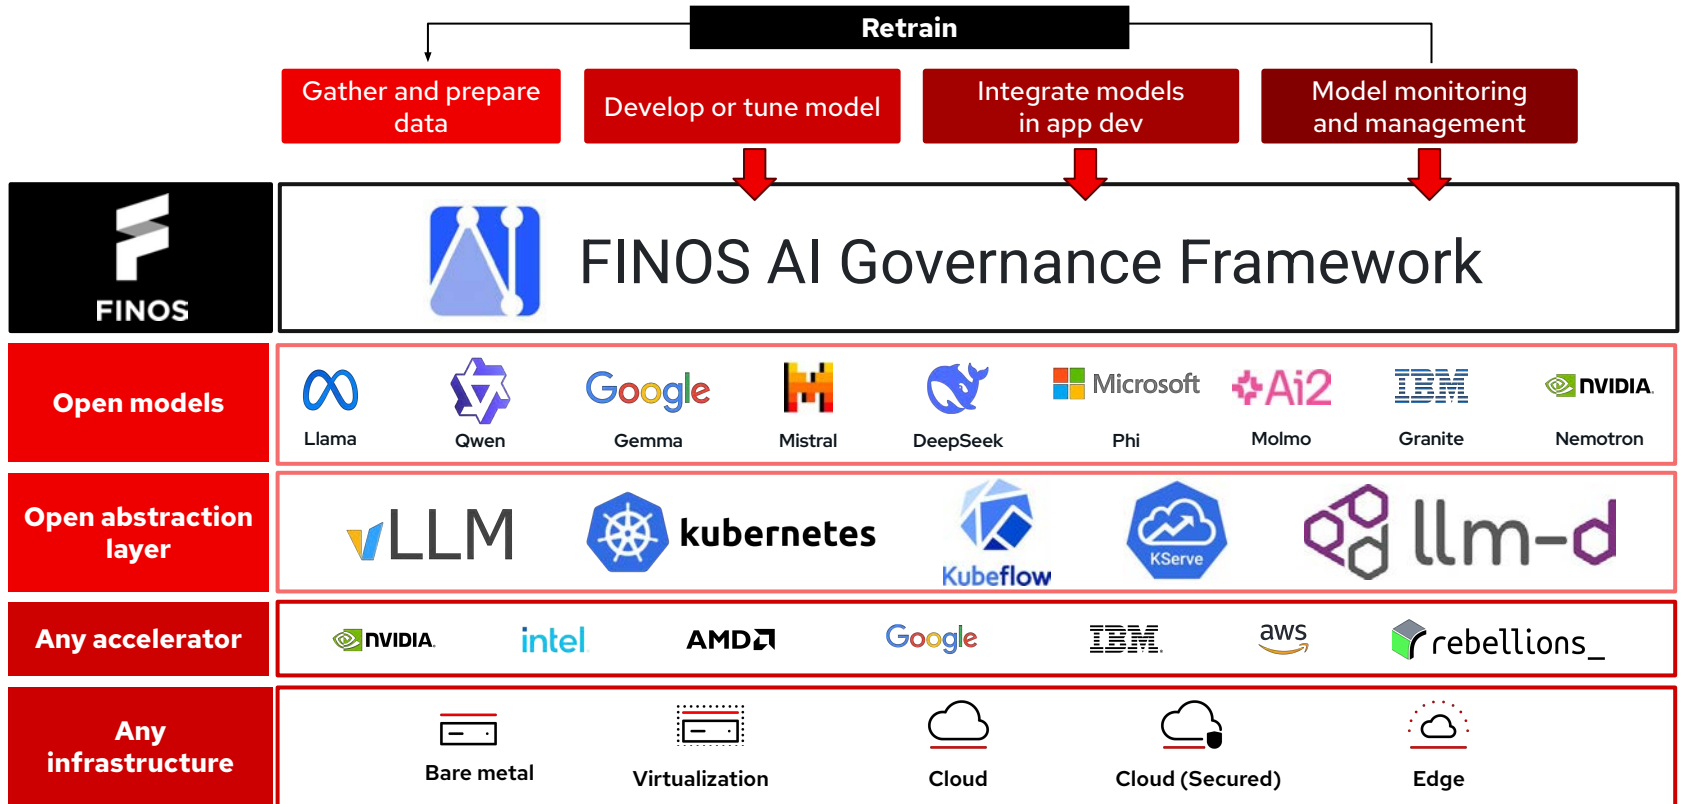 Retrain
Gather and prepare
data
Develop or tune model
Integrate models
in app dev
Model monitoring
and management
FINOS
FINOS AI Governance Framework
Open models
Google
Microsoft
Ai2
IBM
NVIDIA.
Llama
Qwen
Gemma
Mistral
DeepSeek
Phi
Molmo
Granite
Nemotron
Open abstraction
layer
vLLM
kubernetes
Kubeflow
KServe
llm-d
Any accelerator
NVIDIA.
intel.
AMD
Google
IBM.
aws
rebellions_
Any
infrastructure
Bare metal
Virtualization
Cloud
Cloud (Secured)
Edge